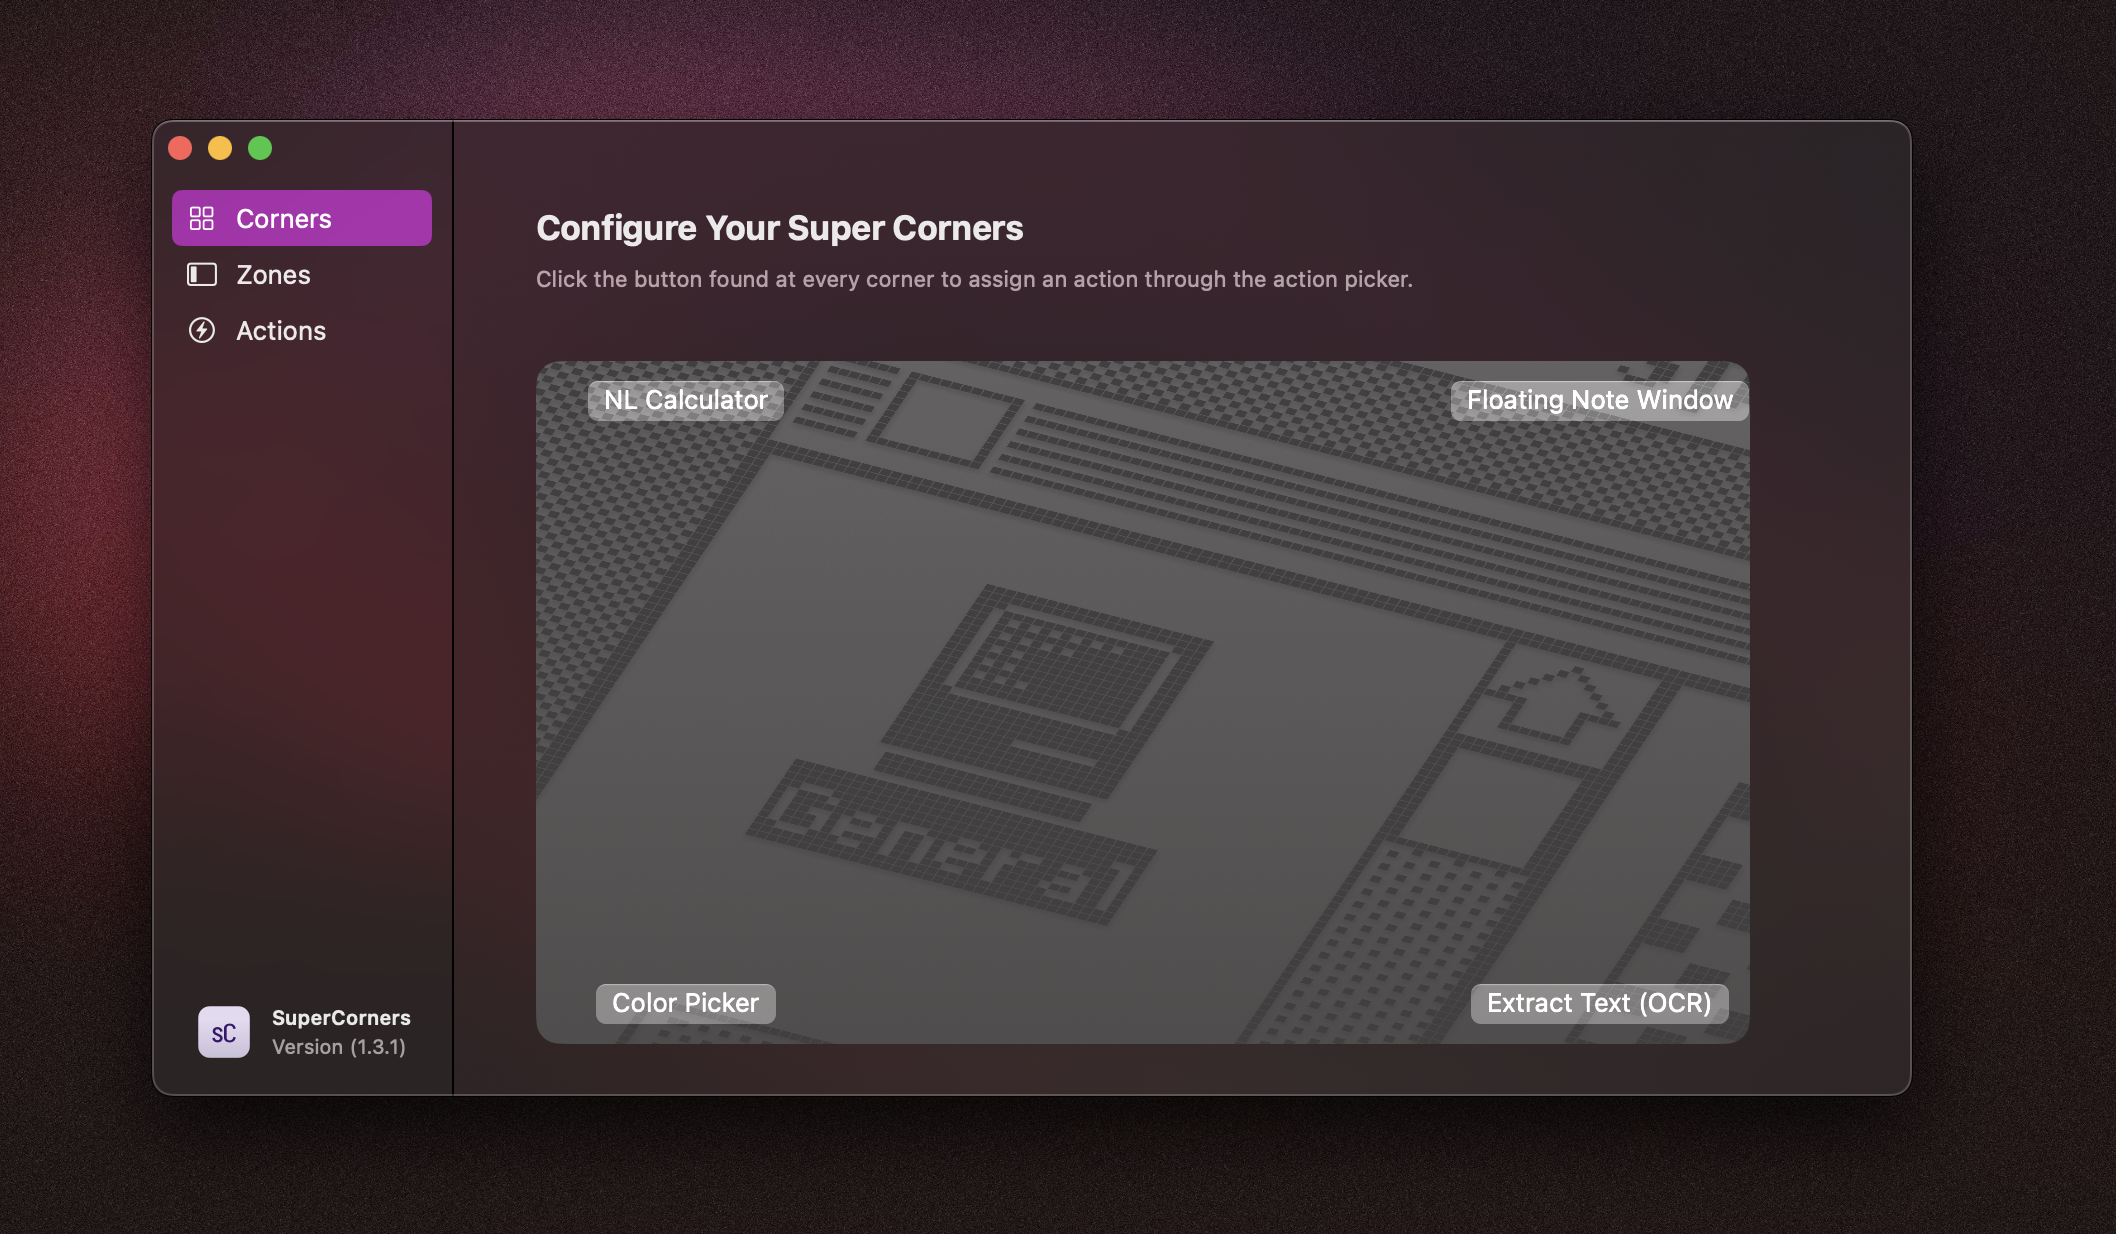 Corners
Zones
Actions
Configure Your Super Corners
Click the button found at every corner to assign an action through the action picker.
NL Calculator
Floating Note Window
General
Color Picker
Extract Text (OCR)
sC
SuperCorners
Version (1.3.1)